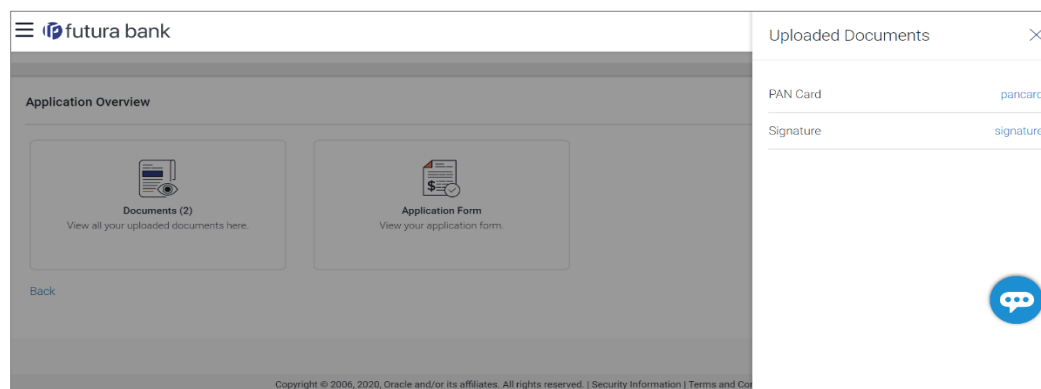 futura bank
Uploaded Documents
Application Overview
PAN Card pancard
Signature signature
Documents (2)
View all your uploaded documents here.
Application Form
View your application form.
$
Back
Copyright © 2006, 2020, Oracle and/or its affiliates. All rights reserved. | Security Information | Terms and Con